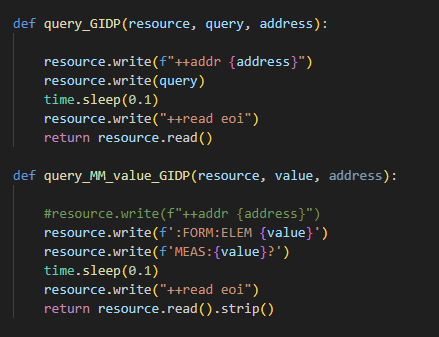 def query_GIDP(resource, query, address):
resource.write(f"++addr {address}")
resource.write(query)
time.sleep(0.1)
resource.write("++read eoi")
return resource.read()
def query_MM_value_GIDP(resource, value, address):
#resource.write(f"++addr {address}")
resource.write(f':FORM:ELEM {value}')
resource.write(f'MEAS:{value}?')
time.sleep(0.1)
resource.write("++read eoi")
return resource.read().strip()